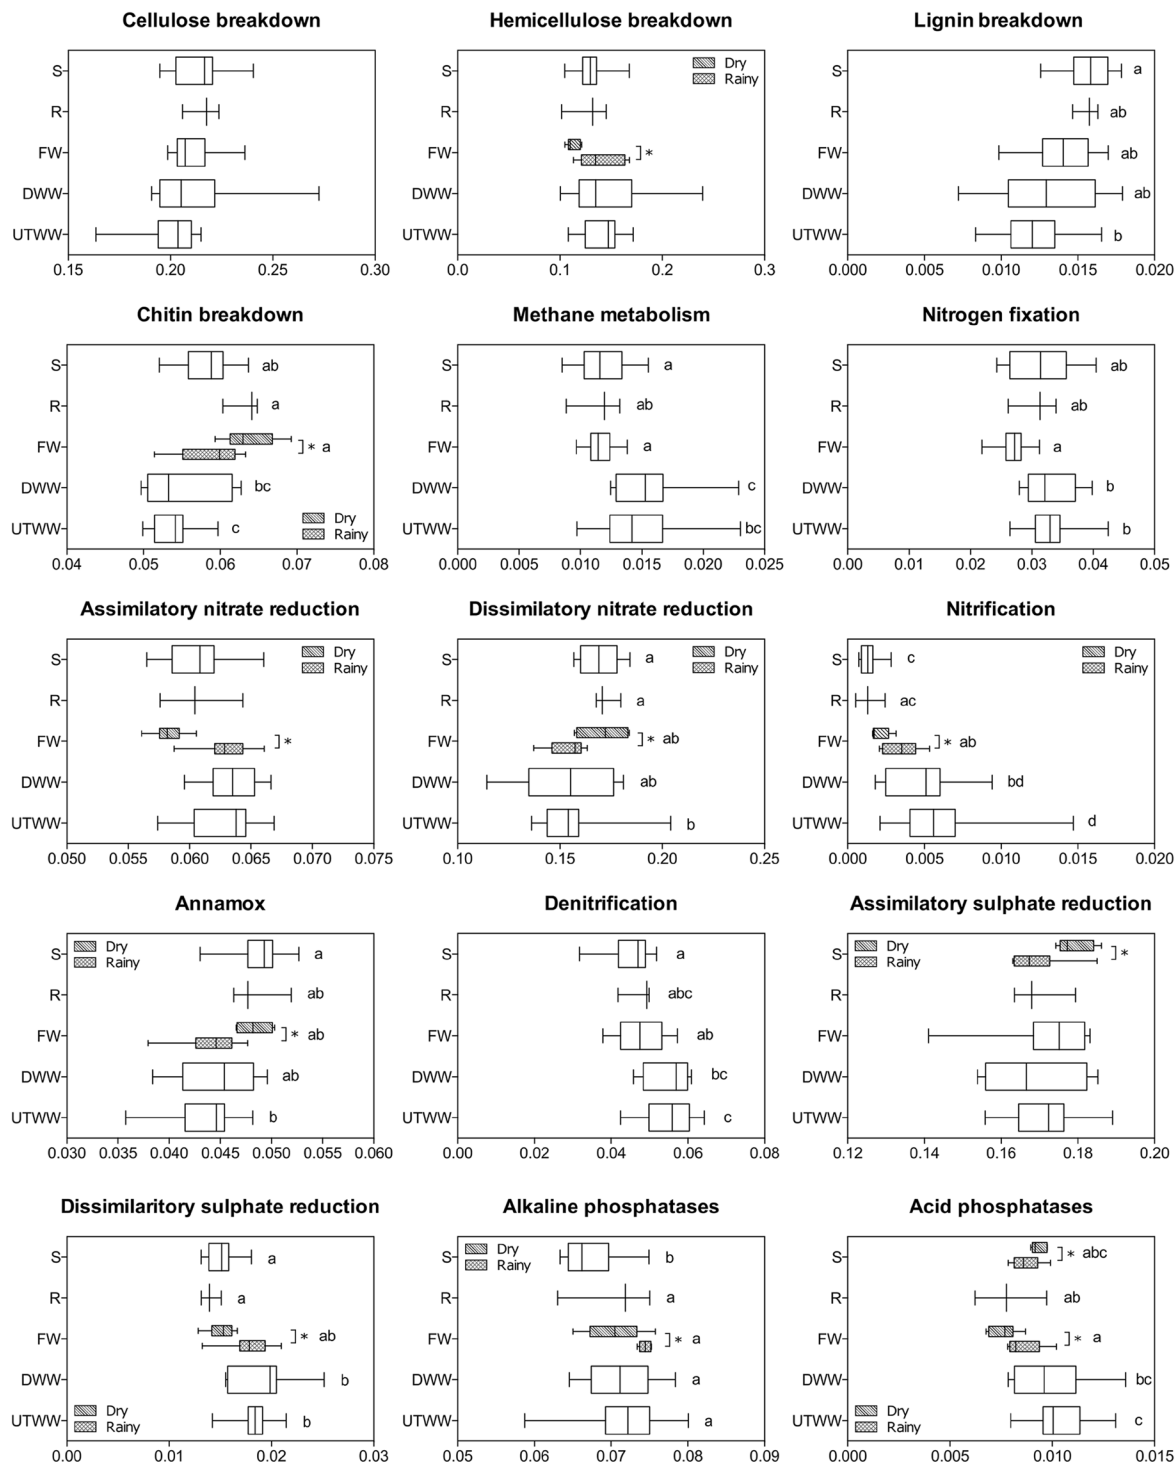 Cellulose breakdown Hemicellulose breakdown Lignin breakdown
S S Dry a
Rainy
R R ab
FW FW * ab
DWW DWW ab
UTWW UTWW b
0.15 0.20 0.25 0.30 0.0 0.1 0.2 0.3 0.000 0.005 0.010 0.015 0.020
Chitin breakdown Methane metabolism Nitrogen fixation
S ab S a S ab
R a R ab R ab
FW * a FW a FW a
DWW bc DWW c DWW b
Dry
UTWW c Rainy UTWW bc UTWW b
0.04 0.05 0.06 0.07 0.08 0.000 0.005 0.010 0.015 0.020 0.025 0.00 0.01 0.02 0.03 0.04 0.05
Assimilatory nitrate reduction Dissimilatory nitrate reduction Nitrification
S Dry S a Dry S c Dry
Rainy Rainy Rainy
R R a R ac
FW * FW * ab FW * ab
DWW DWW ab DWW bd
UTWW UTWW b UTWW d
0.050 0.055 0.060 0.065 0.070 0.075 0.10 0.15 0.20 0.25 0.000 0.005 0.010 0.015 0.020
Annamox Denitrification Assimilatory sulphate reduction
S Dry a S a S Dry *
Rainy Rainy
R ab R abc R
FW * ab FW ab FW
DWW ab DWW bc DWW
UTWW b UTWW c UTWW
0.030 0.035 0.040 0.045 0.050 0.055 0.060 0.00 0.02 0.04 0.06 0.08 0.12 0.14 0.16 0.18 0.20
Dissimilaritory sulphate reduction Alkaline phosphatases Acid phosphatases
S a S Dry b S * abc
Rainy
R a R a R ab
FW * ab FW * a FW * a
DWW b DWW a DWW bc
Dry Dry
UTWW Rainy b UTWW a UTWW Rainy c
0.00 0.01 0.02 0.03 0.05 0.06 0.07 0.08 0.09 0.000 0.005 0.010 0.015